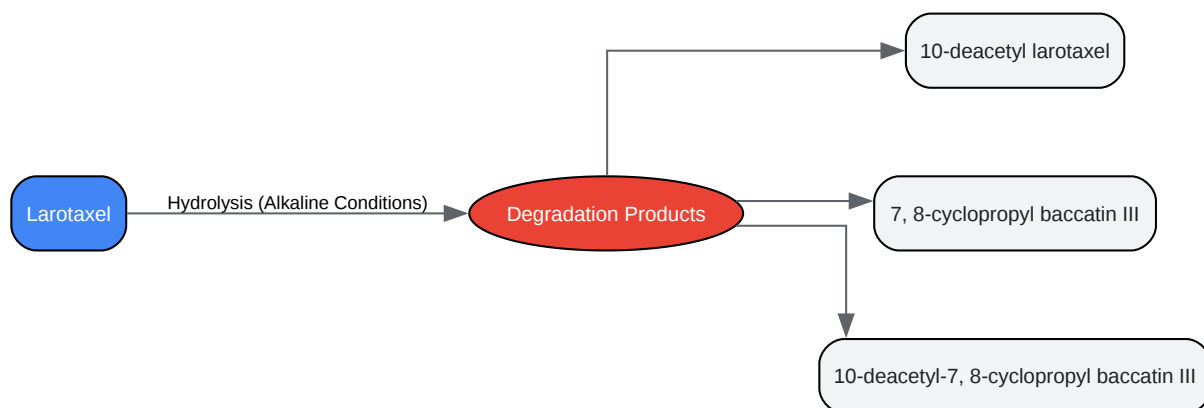 10-deacetyl larotaxel
Larotaxel
Hydrolysis (Alkaline Conditions)
Degradation Products
7, 8-cyclopropyl baccatin III
10-deacetyl-7, 8-cyclopropyl baccatin III